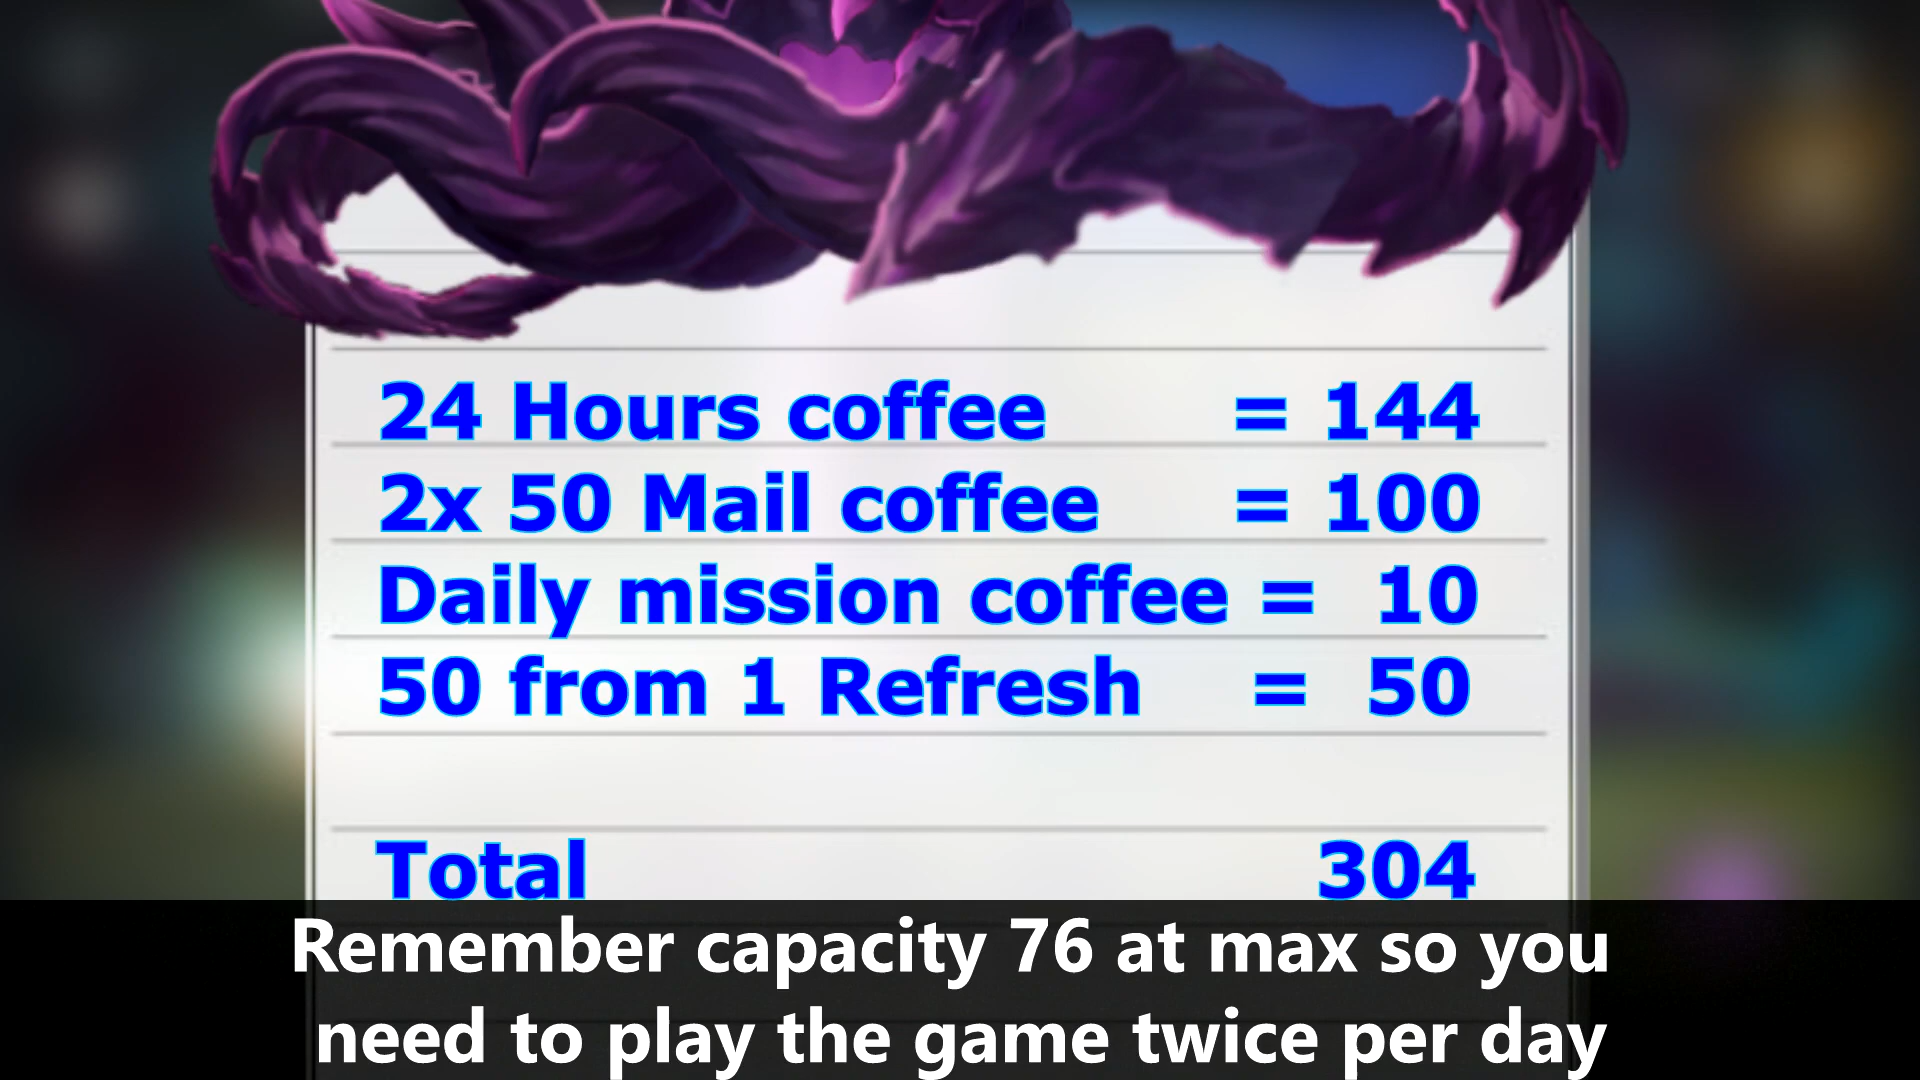 24 Hours coffee = 144
2x 50 Mail coffee = 100
Daily mission coffee = 10
50 from 1 Refresh = 50
Total 304
Remember capacity 76 at max so you
need to play the game twice per day